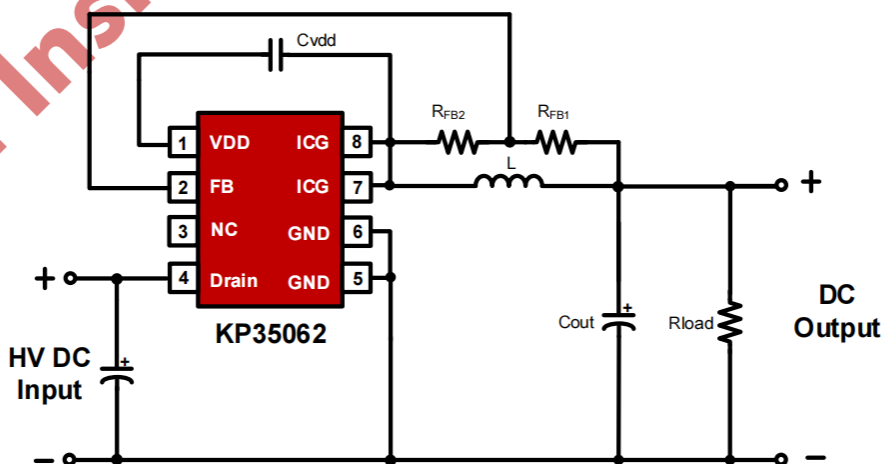 Cvdd
RFB2 RFB1
L
1 VDD ICG 8
2 FB ICG 7
3 NC GND 6
4 Drain GND 5
KP35062
+
HV DC
Input
−
+
Cout
+
Rload
+
DC
Output
−
+
Ins